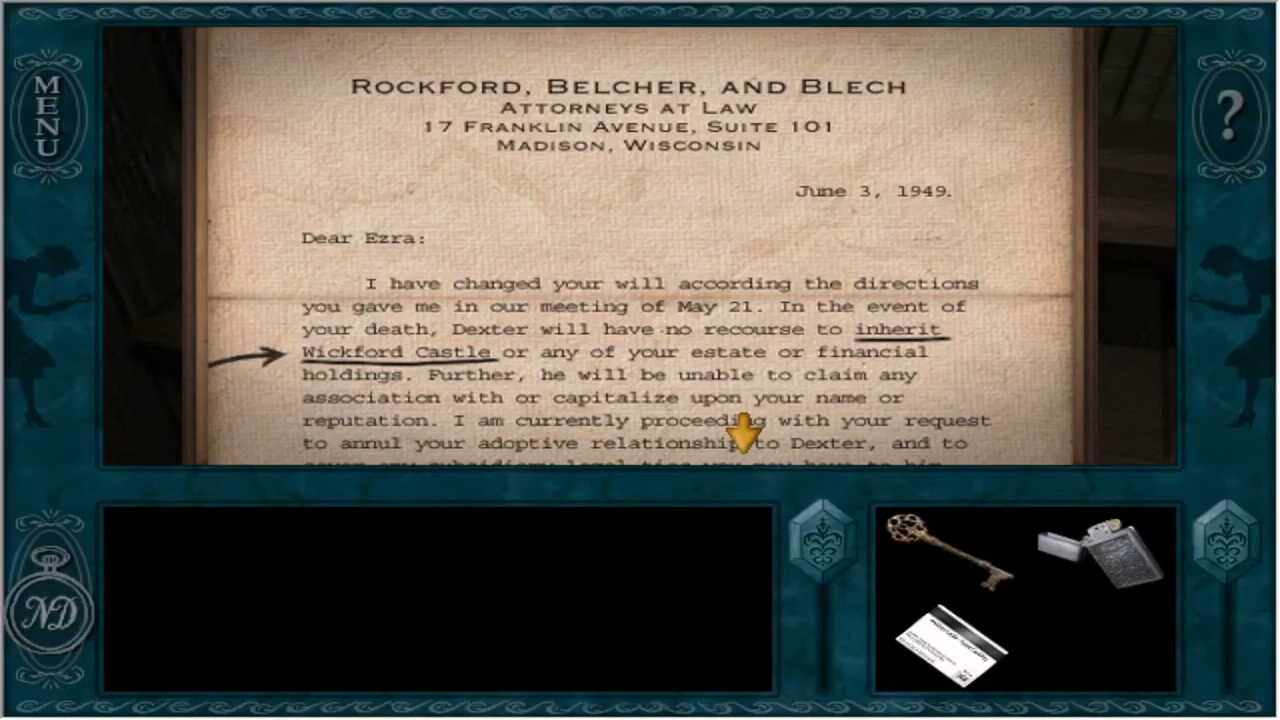 MENU
?
ROCKFORD, BELCHER, AND BLECH
ATTORNEYS AT LAW
17 FRANKLIN AVENUE, SUITE 101
MADISON, WISCONSIN
June 3, 1949.
Dear Ezra:
I have changed your will according the directions
you gave me in our meeting of May 21. In the event of
your death, Dexter will have no recourse to inherit
Wickford Castle or any of your estate or financial
holdings. Further, he will be unable to claim any
association with or capitalize upon your name or
reputation. I am currently proceeding with your request
to annul your adoptive relationship to Dexter, and to
ND